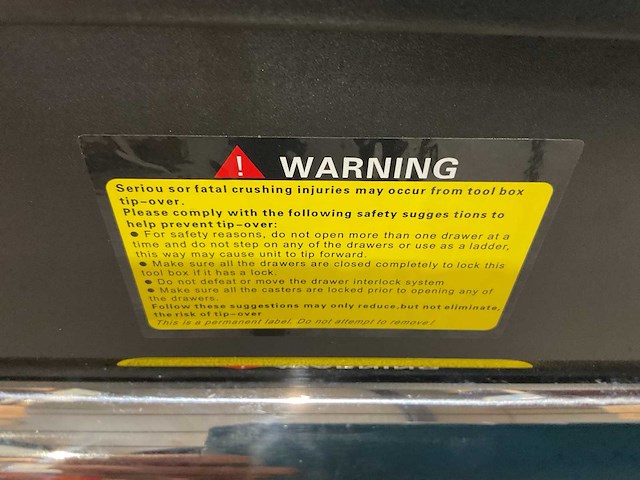 ! WARNING
Seriou sor fatal crushing injuries may occur from tool box
tip-over.
Please comply with the following safety sugges tions to
help prevent tip-over:
● For safety reasons, do not open more than one drawer at a
time and do not step on any of the drawers or use as a ladder,
this way may cause unit to tip forward.
● Make sure all the drawers are closed completely to lock this
tool box if it has a lock.
● Do not defeat or move the drawer interlock system
● Make sure all the casters are locked prior to opening any of
the drawers.
Follow these suggestions may only reduce,but not eliminate,
the risk of tip-over
This is a permanent label. Do not attempt to remove!